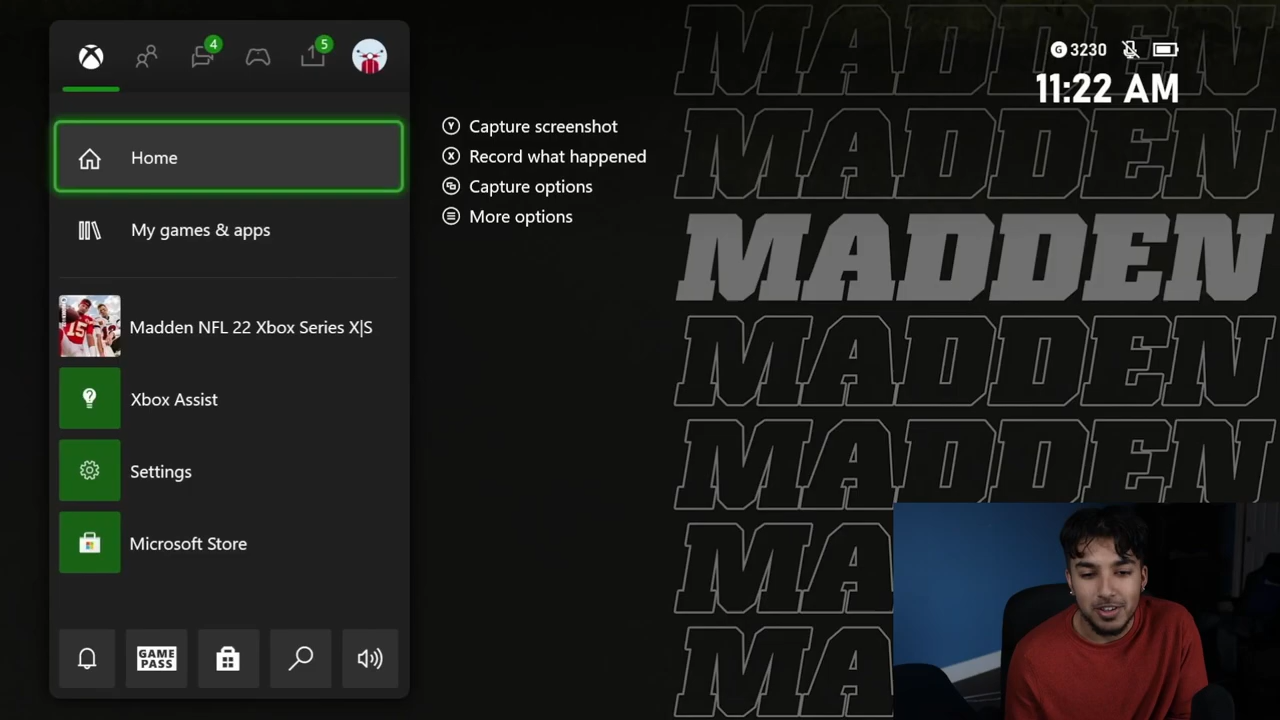 4
5
G 3230
11:22 AM
Home
My games & apps
Madden NFL 22 Xbox Series X|S
Xbox Assist
Settings
Microsoft Store
GAME
PASS
Y Capture screenshot
X Record what happened
Capture options
More options
MADDEN
MADDEN
MADDEN
MADDEN
MADDEN
MA
MA
15